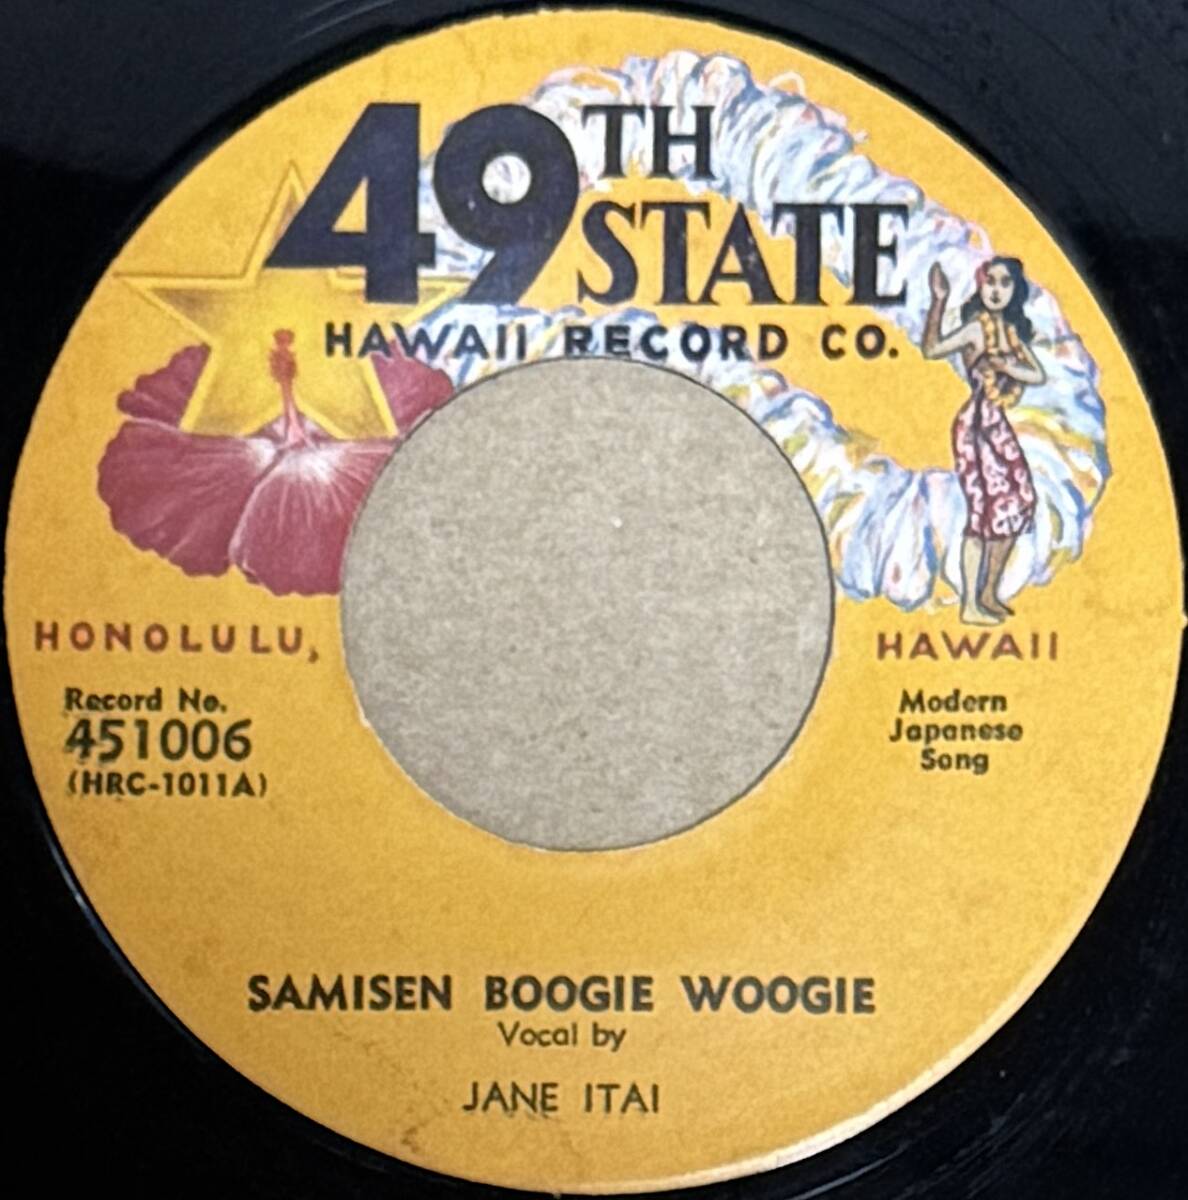 49TH
STATE
HAWAII RECORD CO.
HONOLULU,
HAWAII
Record No.
451006
(HRC-1011A)
Modern
Japanese
Song
SAMISEN BOOGIE WOOGIE
Vocal by
JANE ITAI